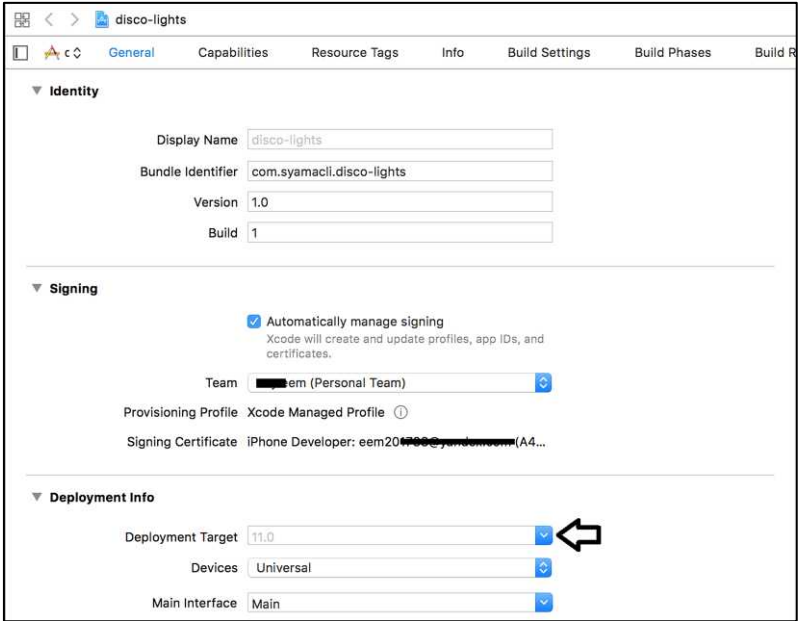 disco-lights
General Capabilities Resource Tags Info Build Settings Build Phases Build R
Identity
Display Name disco-lights
Bundle Identifier com.syamacli.disco-lights
Version 1.0
Build 1
Signing
Automatically manage signing
Xcode will create and update profiles, app IDs, and
certificates.
Team eem (Personal Team)
Provisioning Profile Xcode Managed Profile
Signing Certificate iPhone Developer: (A4...
Deployment Info
Deployment Target 11.0
Devices Universal
Main Interface Main